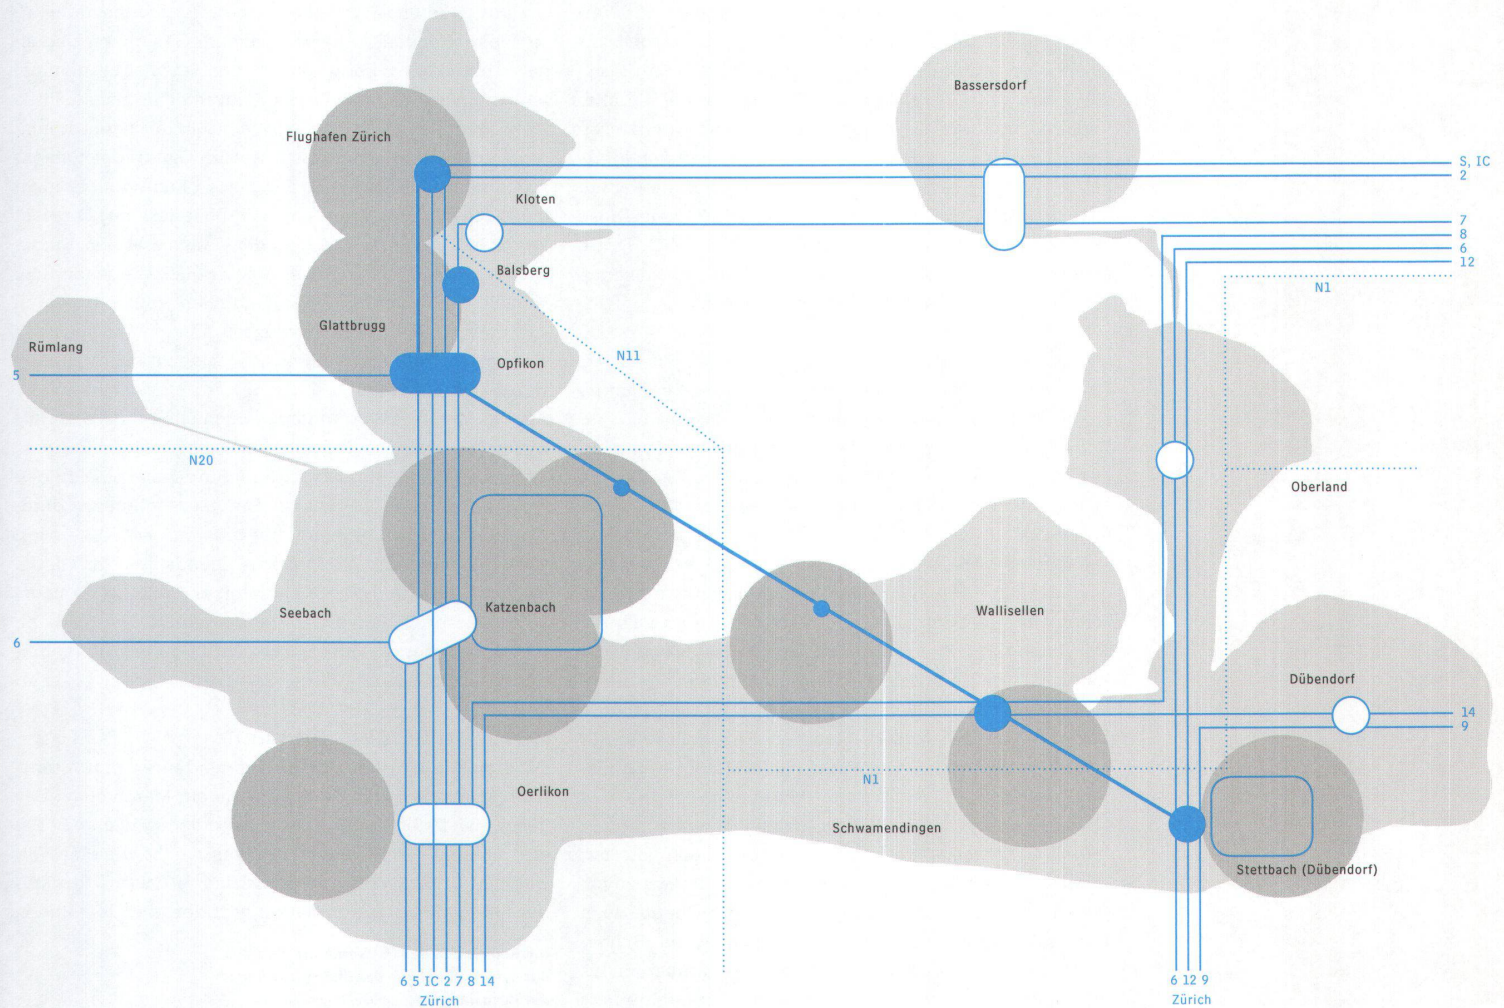 Bassersdorf
Flughafen Zürich
S, IC
2
Kloten
7
8
6
12
Balsberg
N1
Glattbrugg
Rümlang
N11
Opfikon
5
N20
Oberland
Seebach
Katzenbach
Wallisellen
6
Dübendorf
14
9
N1
Oerlikon
Schwamendingen
Stettbach (Dübendorf)
6 5 IC 2 7 8 14
Zürich
6 12 9
Zürich